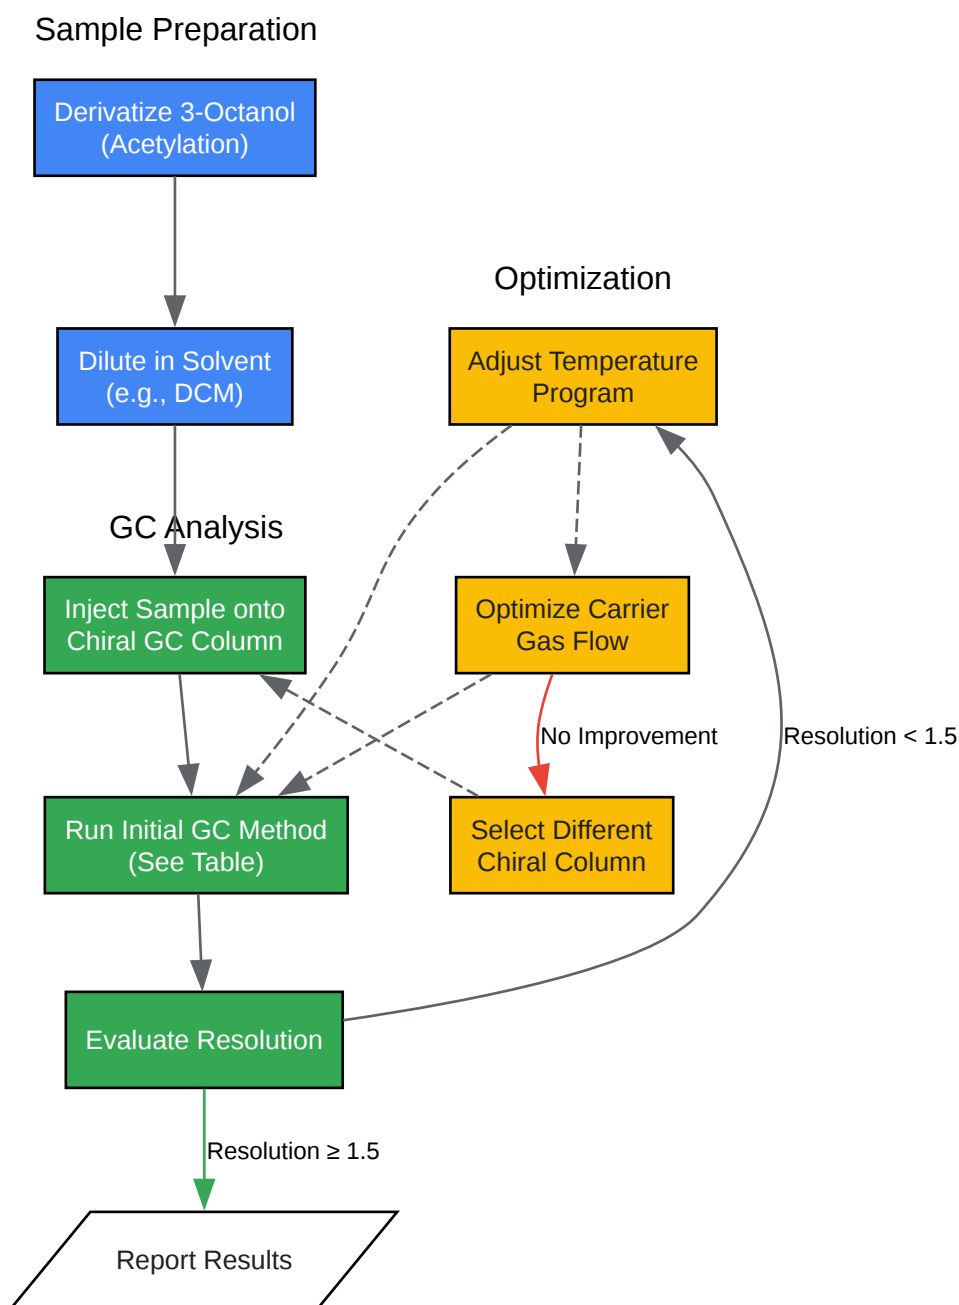 Sample Preparation
Derivatize 3-Octanol
(Acetylation)
Optimization
Dilute in Solvent
(e.g., DCM)
Adjust Temperature
Program
GC Analysis
Inject Sample onto
Chiral GC Column
Optimize Carrier
Gas Flow
No Improvement
Resolution < 1.5
Run Initial GC Method
(See Table)
Select Different
Chiral Column
Evaluate Resolution
Resolution ≥ 1.5
Report Results